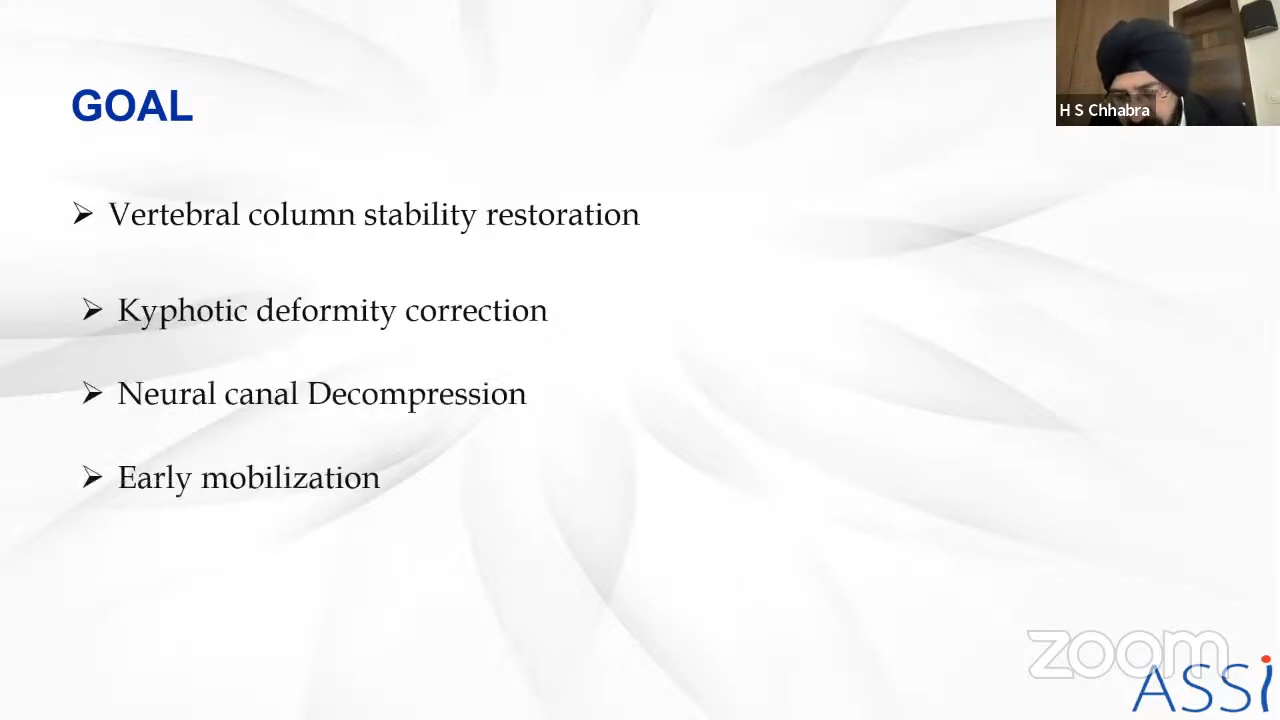 GOAL
H S Chhabra
➢ Vertebral column stability restoration
➢ Kyphotic deformity correction
➢ Neural canal Decompression
➢ Early mobilization
zoom
ASSi